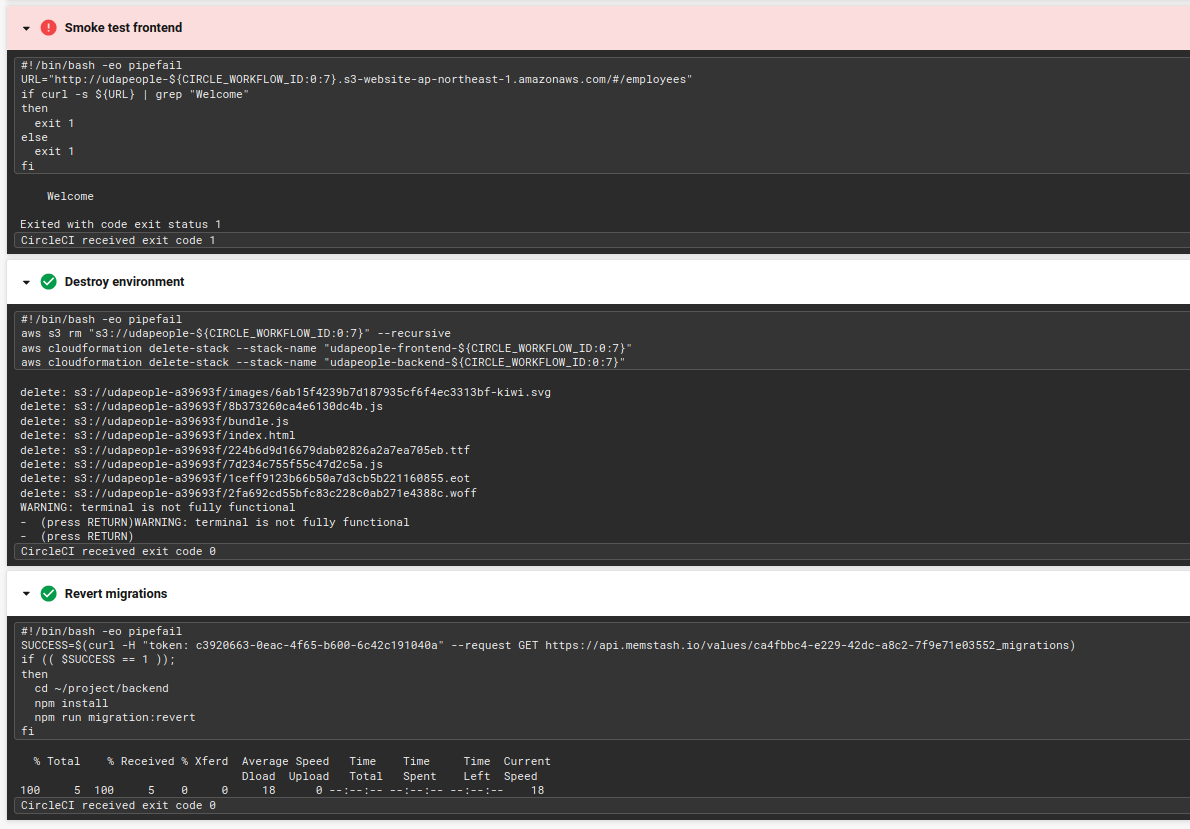 Smoke test frontend
#!/bin/bash -eo pipefail
URL="http://udapeople-${CIRCLE_WORKFLOW_ID:0:7}.s3-website-ap-northeast-1.amazonaws.com/#/employees"
if curl -s ${URL} | grep "Welcome"
then
  exit 1
else
  exit 1
fi
Welcome
Exited with code exit status 1
CircleCI received exit code 1
Destroy environment
#!/bin/bash -eo pipefail
aws s3 rm "s3://udapeople-${CIRCLE_WORKFLOW_ID:0:7}" --recursive
aws cloudformation delete-stack --stack-name "udapeople-frontend-${CIRCLE_WORKFLOW_ID:0:7}"
aws cloudformation delete-stack --stack-name "udapeople-backend-${CIRCLE_WORKFLOW_ID:0:7}"
delete: s3://udapeople-a39693f/images/6ab15f4239b7d187935cf6f4ec3313bf-kiwi.svg
delete: s3://udapeople-a39693f/8b373260ca4e6130dc4b.js
delete: s3://udapeople-a39693f/bundle.js
delete: s3://udapeople-a39693f/index.html
delete: s3://udapeople-a39693f/224b6d9d16679dab02826a2a7ea705eb.ttf
delete: s3://udapeople-a39693f/7d234c755f55c47d2c5a.js
delete: s3://udapeople-a39693f/1ceff9123b66b50a7d3cb5b221160855.eot
delete: s3://udapeople-a39693f/2fa692cd55bfc83c228c0ab271e4388c.woff
WARNING: terminal is not fully functional
-  (press RETURN)WARNING: terminal is not fully functional
-  (press RETURN)
CircleCI received exit code 0
Revert migrations
#!/bin/bash -eo pipefail
SUCCESS=$(curl -H "token: c3920663-0eac-4f65-b600-6c42c191040a" --request GET https://api.memstash.io/values/ca4fbbc4-e229-42dc-a8c2-7f9e71e03552_migrations)
if (( $SUCCESS == 1 ));
then
  cd ~/project/backend
  npm install
  npm run migration:revert
fi
% Total    % Received % Xferd  Average Speed   Time    Time     Time  Current
Dload  Upload   Total   Spent    Left  Speed
100     5  100     5    0     0     18      0 --:--:-- --:--:-- --:--:--    18
CircleCI received exit code 0